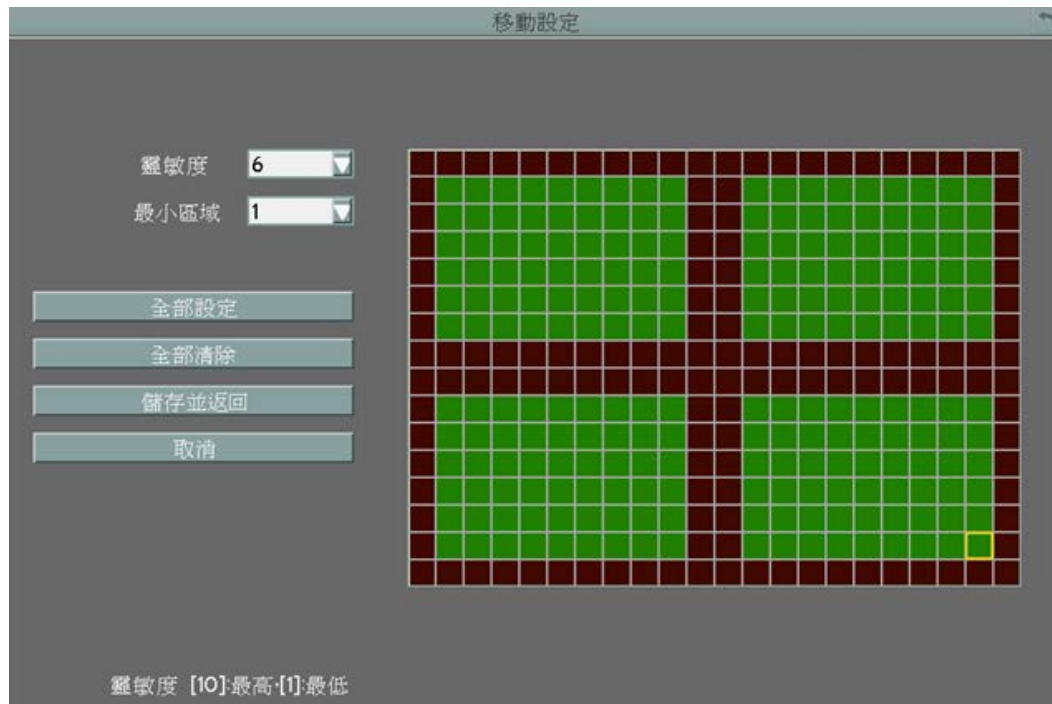 移動設定
靈敏度 6
最小區域 1
全部設定
全部清除
儲存並返回
取消
靈敏度 [10]:最高,[1]:最低